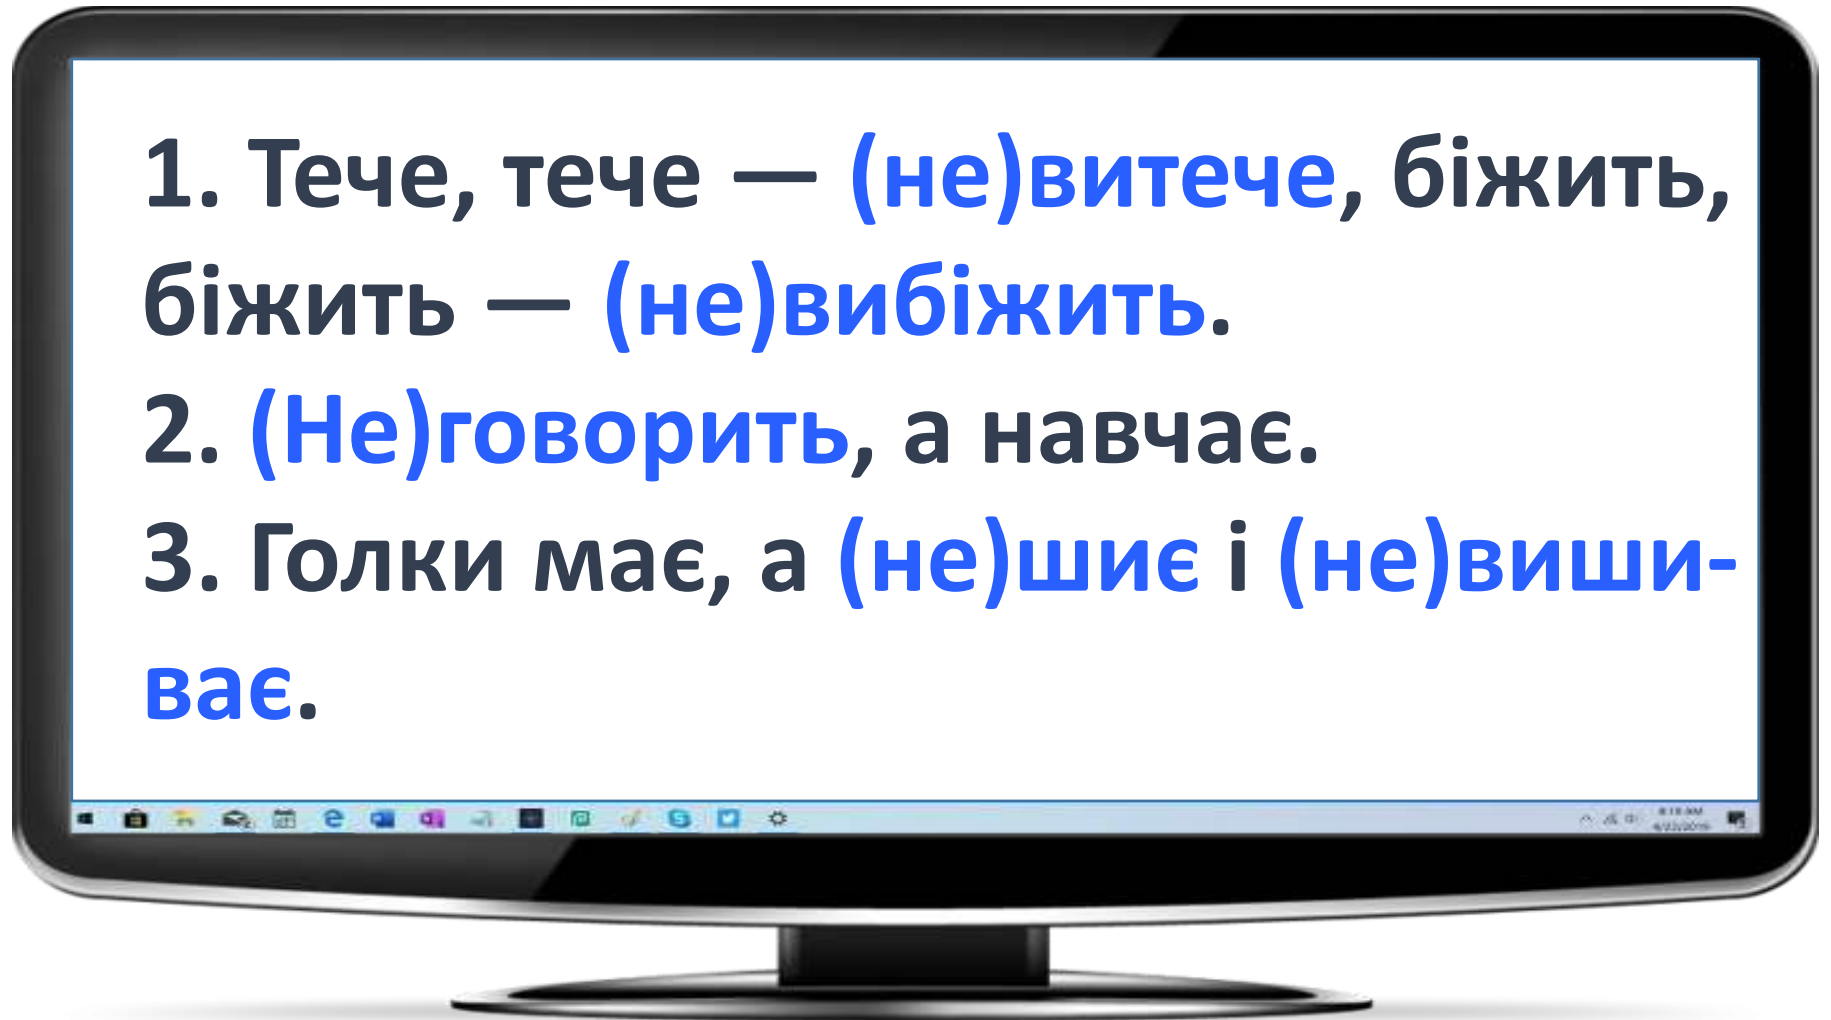 1. Тече, тече — (не)витече, біжить,
біжить — (не)вибіжить.
2. (Не)говорить, а навчає.
3. Голки має, а (не)шиє і (не)виши-
ває.